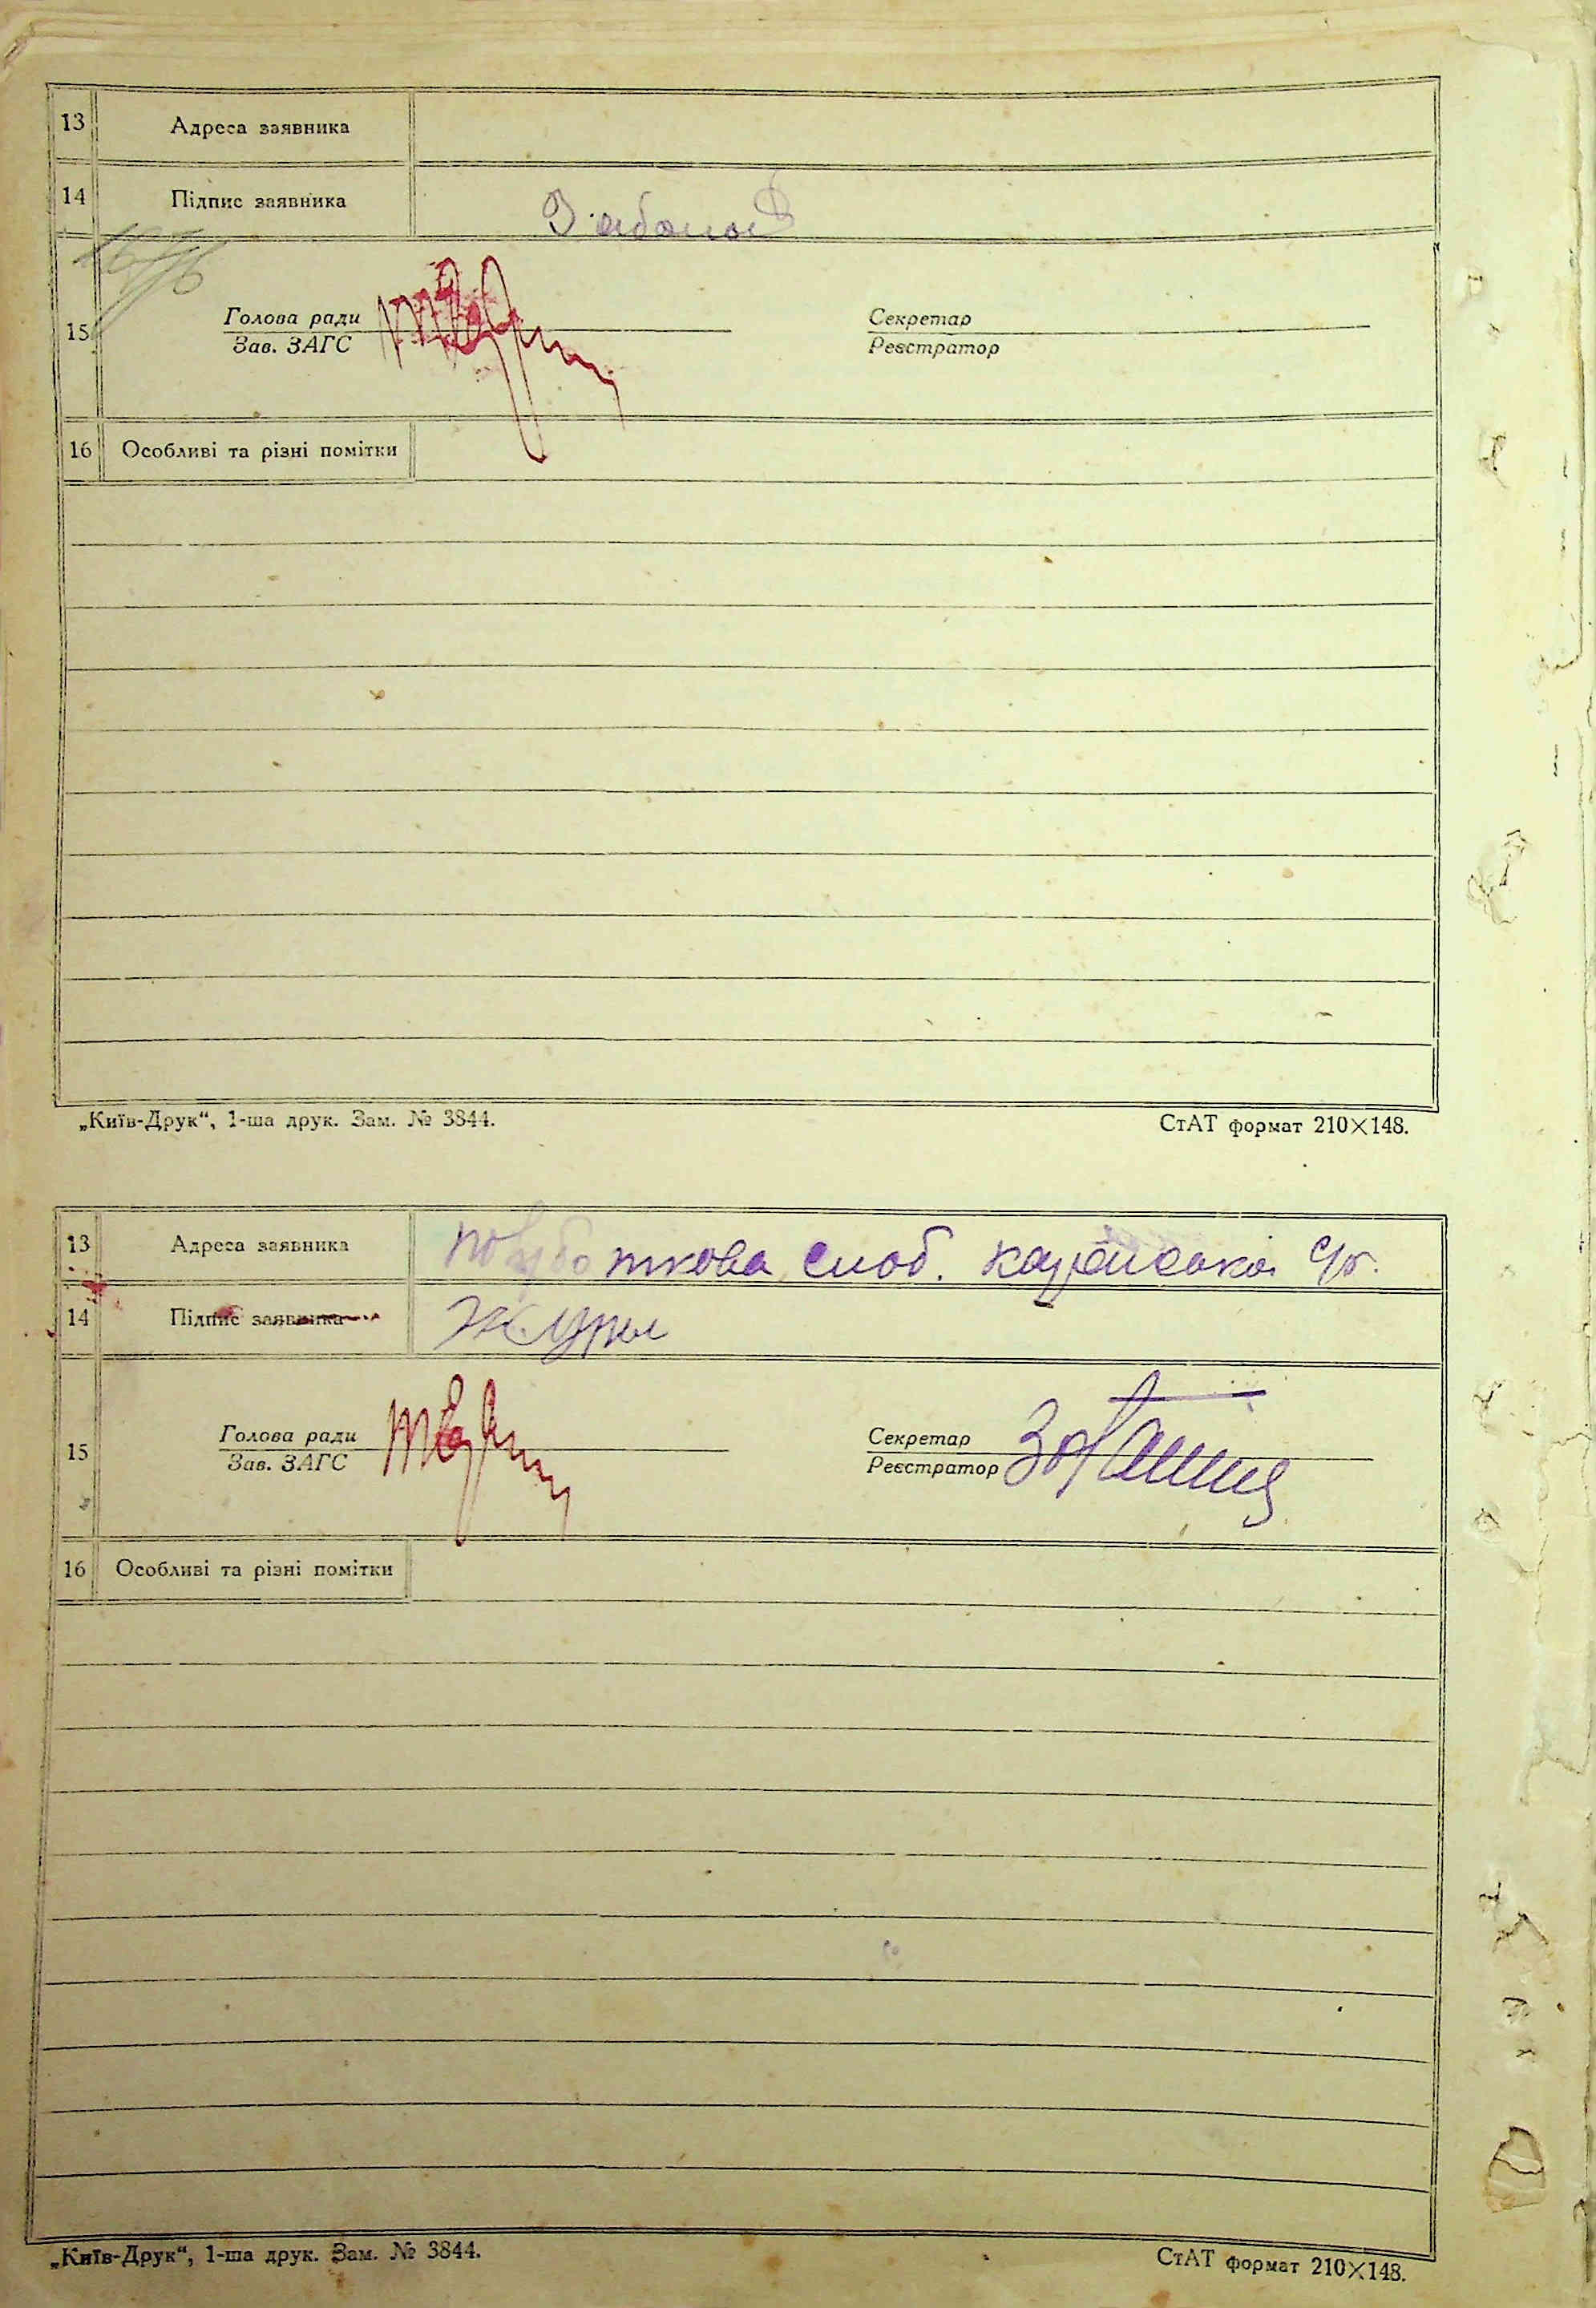 13 Адреса заявника
14 Підпис заявника
15 Голова ради Секретар
Зав. ЗАГС Реєстратор
16 Особливі та різні помітки
„Київ-Друк“, 1-ша друк. Зам. № 3844. СтАТ формат 210×148.
13 Адреса заявника слоб. с/р.
14 Підпис заявника
15 Голова ради Секретар
Зав. ЗАГС Реєстратор
16 Особливі та різні помітки
„Київ-Друк“, 1-ша друк. Зам. № 3844. СтАТ формат 210×148.